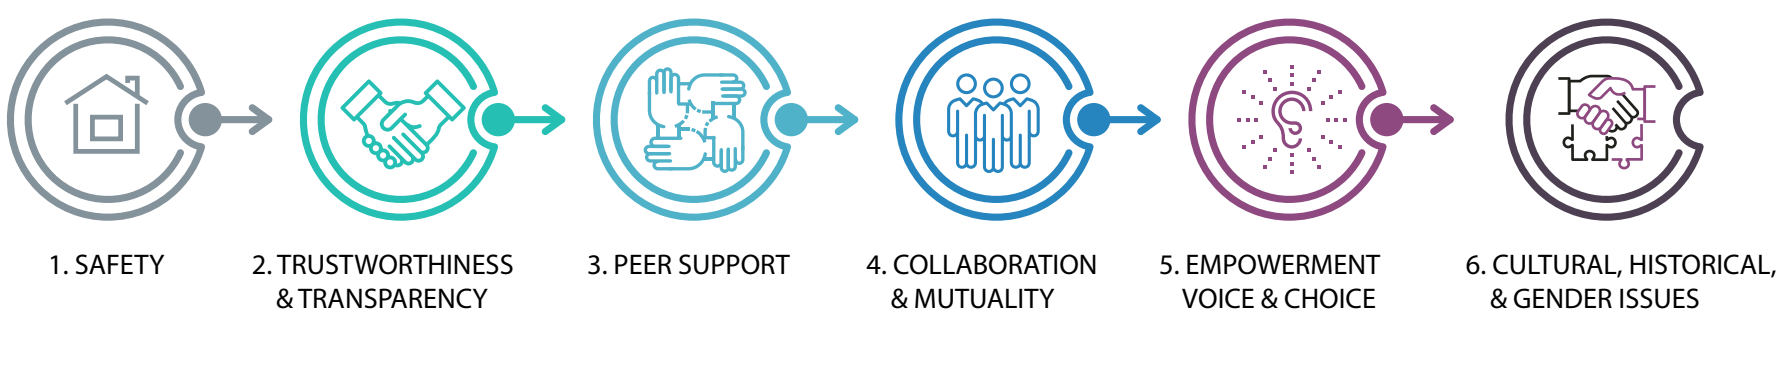 1. SAFETY
2. TRUSTWORTHINESS
& TRANSPARENCY
3. PEER SUPPORT
4. COLLABORATION
& MUTUALITY
5. EMPOWERMENT
VOICE & CHOICE
6. CULTURAL, HISTORICAL,
& GENDER ISSUES